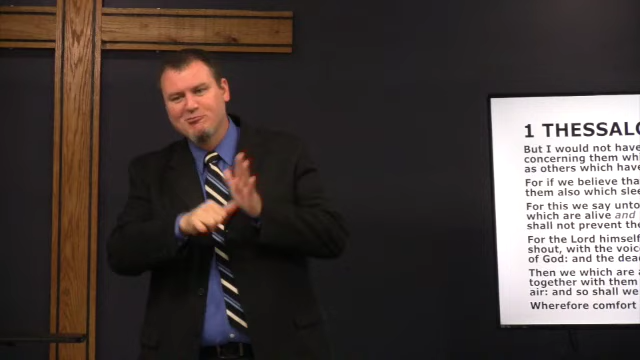 1 THESSALO
But I would not have
concerning them whi
as others which have
For if we believe tha
them also which slee
For this we say unto
which are alive and
shall not prevent the
For the Lord himself
shout, with the voic
of God: and the dea
Then we which are a
together with them
air: and so shall we
Wherefore comfort